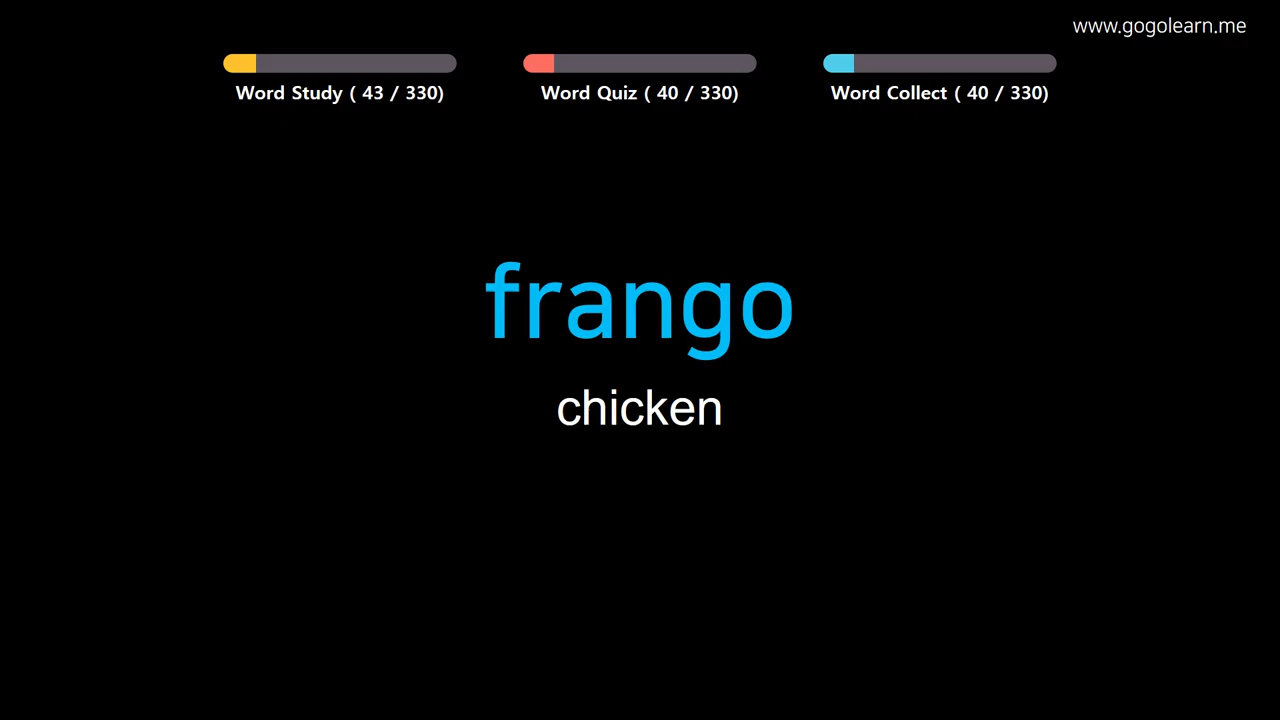 www.gogolearn.me
Word Study ( 43 / 330)
Word Quiz ( 40 / 330)
Word Collect ( 40 / 330)
frango
chicken